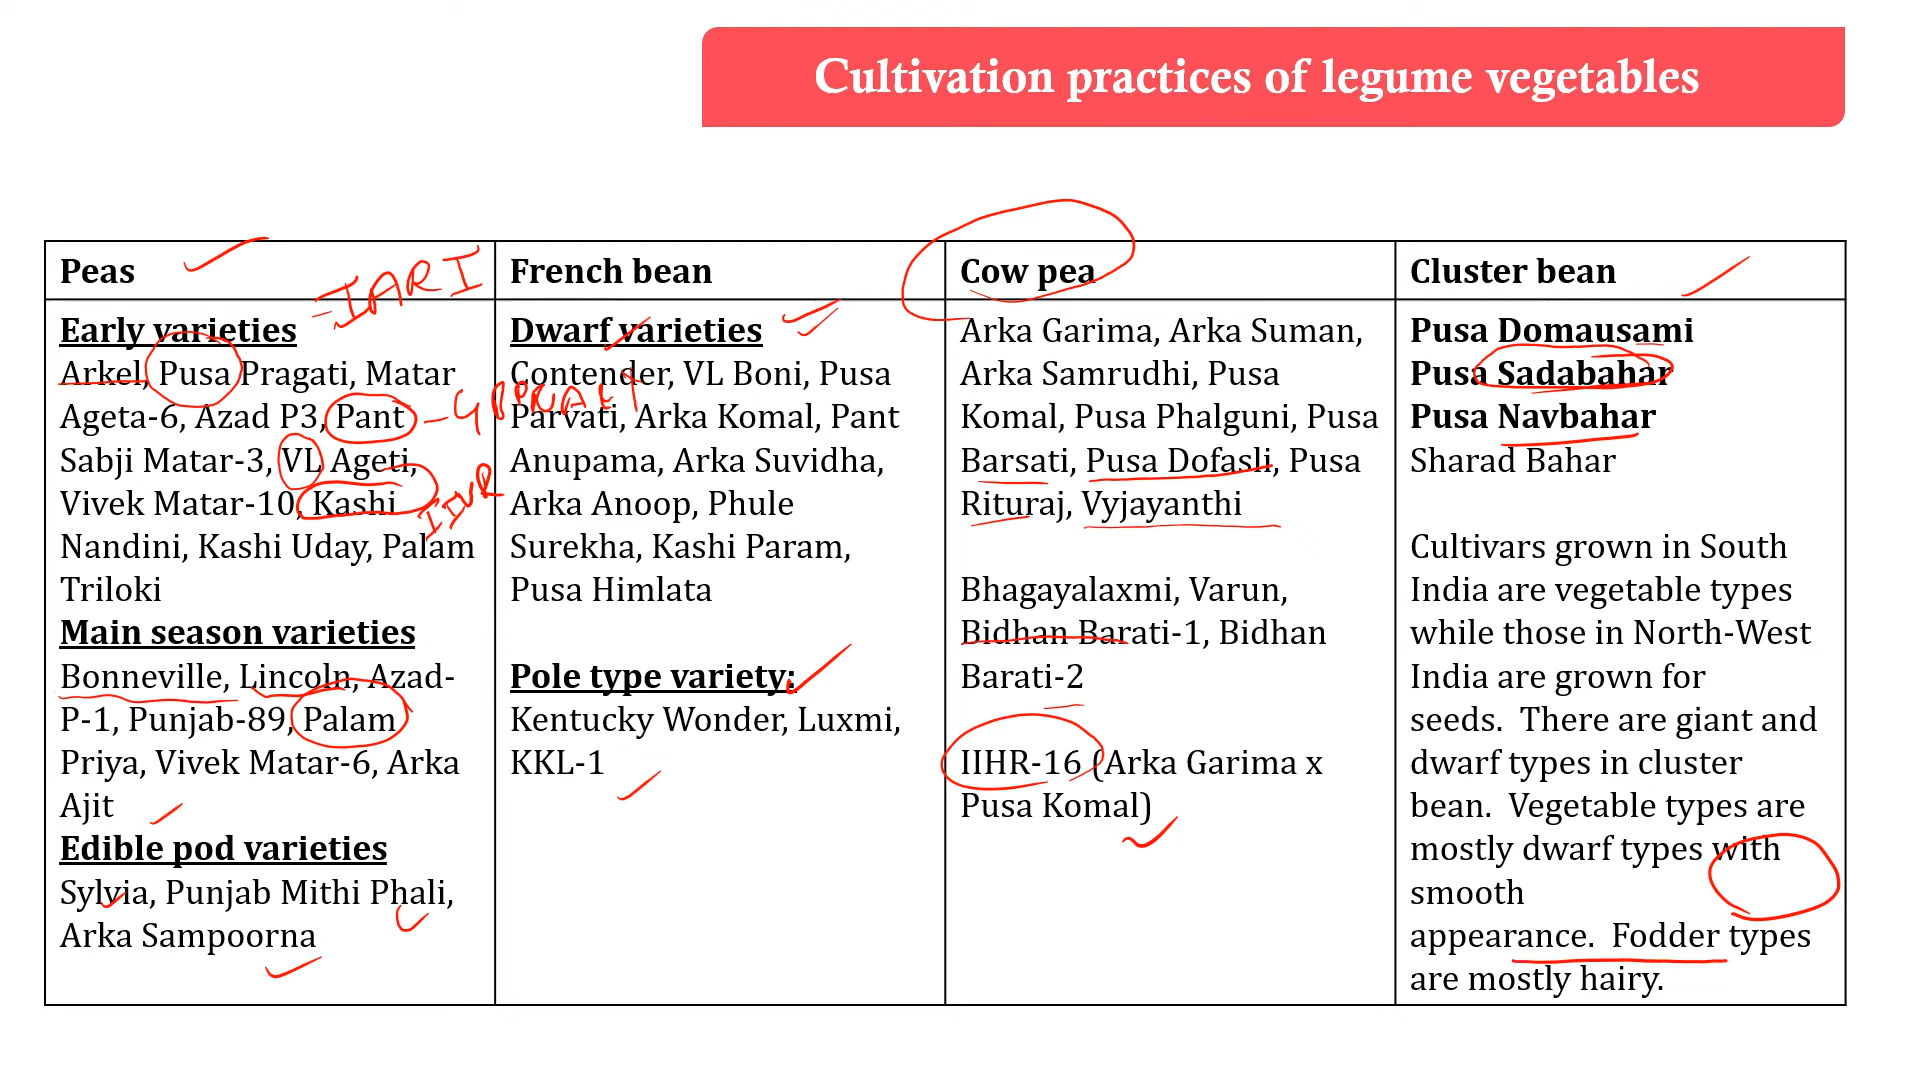 Cultivation practices of legume vegetables
Peas
IARI
Early varieties
Arkel, Pusa Pragati, Matar
Ageta-6, Azad P3, Pant
Sabji Matar-3, VL Ageti,
Vivek Matar-10, Kashi
IIVR
Nandini, Kashi Uday, Palam
Triloki
Main season varieties
Bonneville, Lincoln, Azad-
P-1, Punjab-89, Palam
Priya, Vivek Matar-6, Arka
Ajit
Edible pod varieties
Sylvia, Punjab Mithi Phali,
Arka Sampoorna
French bean
Dwarf varieties
Contender, VL Boni, Pusa
Parvati, Arka Komal, Pant
Anupama, Arka Suvidha,
Arka Anoop, Phule
Surekha, Kashi Param,
Pusa Himlata
Pole type variety:
Kentucky Wonder, Luxmi,
KKL-1
Cow pea
Arka Garima, Arka Suman,
Arka Samrudhi, Pusa
Komal, Pusa Phalguni, Pusa
Barsati, Pusa Dofasli, Pusa
Rituraj, Vyjayanthi
Bhagayalaxmi, Varun,
Bidhan Barati-1, Bidhan
Barati-2
IIHR-16 (Arka Garima x
Pusa Komal)
Cluster bean
Pusa Domausami
Pusa Sadabahar
Pusa Navbahar
Sharad Bahar
Cultivars grown in South
India are vegetable types
while those in North-West
India are grown for
seeds. There are giant and
dwarf types in cluster
bean. Vegetable types are
mostly dwarf types with
smooth
appearance. Fodder types
are mostly hairy.